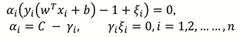 αᵢ(yᵢ(wᵀxᵢ + b) − 1 + ξᵢ) = 0,
αᵢ = C − γᵢ, γᵢξᵢ = 0, i = 1,2, … … , n